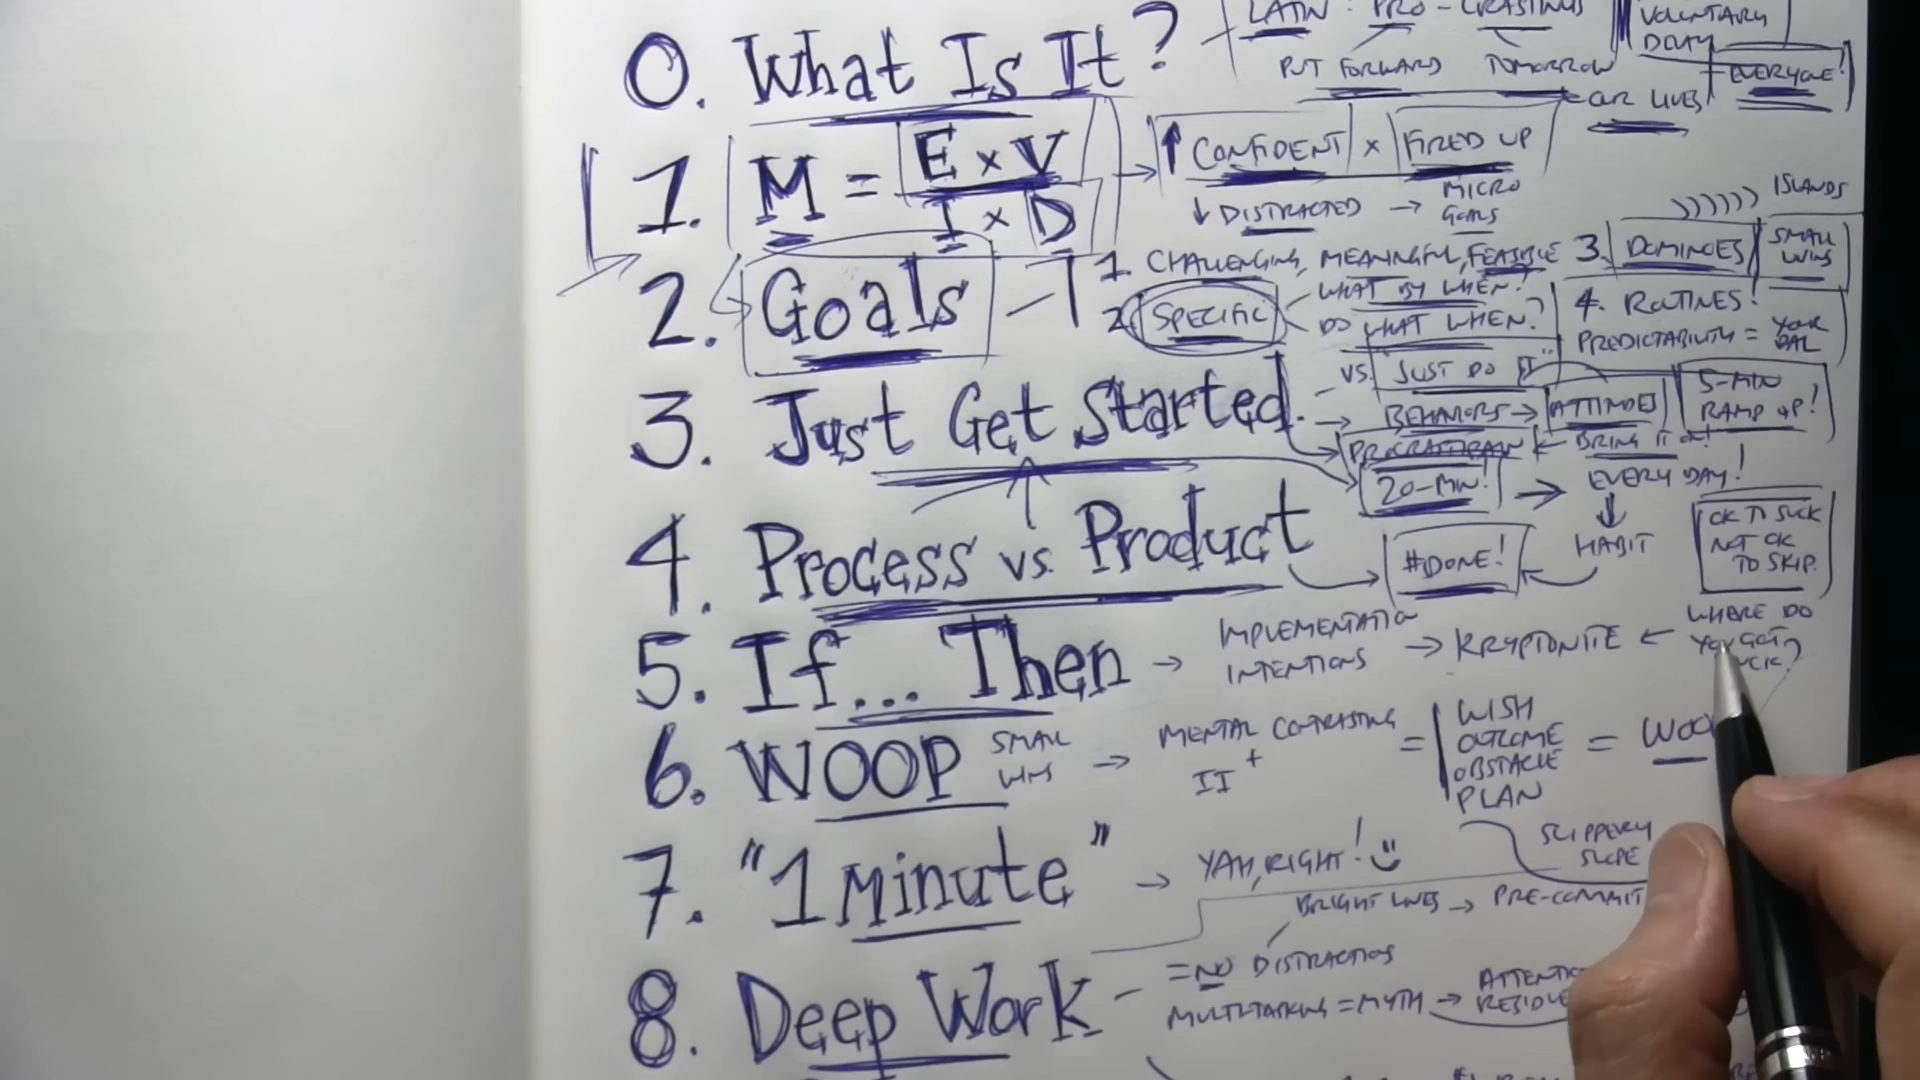 0. What Is It?
LATIN: PRO - CRASTINUS
PUT FORWARD TOMORROW
VOLUNTARY
DELAY
EVERYONE!
OUR LIVES
1. M = E x V
I x D
CONFIDENT x FIRED UP
DISTRACTED → MICRO
GOALS
ISLANDS
2. Goals
1. CHALLENGING, MEANINGFUL, FEASIBLE
2. SPECIFIC
WHAT BY WHEN?
DO WHAT WHEN?
VS. "JUST DO IT"
3. DOMINOES SMALL
WINS
4. ROUTINES!
PREDICTABILITY = YOUR
PAL
3. Just Get Started.
→ BEHAVIORS → ATTITUDES
5-MIN
RAMP UP!
← BRING IT ON!
20-MIN! → EVERY DAY!
HABIT
OK TO SUCK
NOT OK
TO SKIP.
4. Process vs. Product
#DONE!
5. If... Then
→ IMPLEMENTATIO
INTENTIONS
→ KRYPTONITE ← WHERE DO
YOU GET
6. WOOP SMALL
WINS
→ MENTAL CONTRASTING
+
II
= WISH
OUTCOME
OBSTACLE
PLAN
= WOO
7. "1 Minute"
→ YAH, RIGHT!
SLIPPERY
SLOPE
BRIGHT LINES → PRE-COMMIT
8. Deep Work
= NO DISTRACTIONS
MULTITASKING = MYTH →